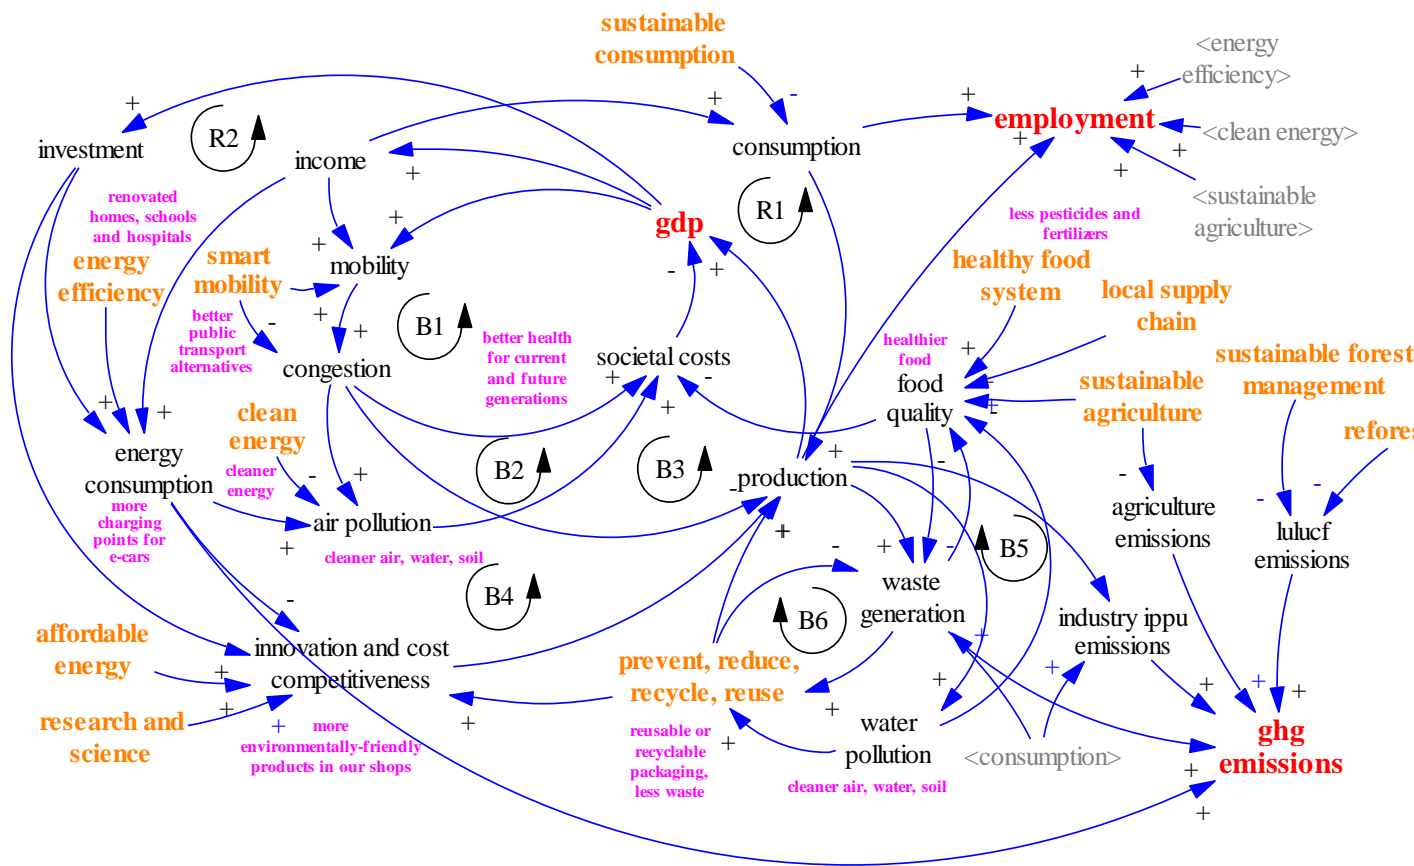 sustainable
consumption
<energy
efficiency>
employment
<clean energy>
<sustainable
agriculture>
investment
R2
income
consumption
R1
renovated
homes, schools
and hospitals
gdp
less pesticides and
fertilizers
energy
efficiency
smart
mobility
mobility
healthy food
system
local supply
chain
better
public
transport
alternatives
congestion
B1
better health
for current
and future
generations
societal costs
healthier
food
food
quality
sustainable
agriculture
sustainable forest
management
refores
clean
energy
cleaner
energy
energy
consumption
more
charging
points for
e-cars
air pollution
cleaner air, water, soil
B2
B3
production
agriculture
emissions
lulucf
emissions
B4
B5
B6
waste
generation
industry ippu
emissions
affordable
energy
innovation and cost
competitiveness
research and
science
more
environmentally-friendly
products in our shops
prevent, reduce,
recycle, reuse
reusable or
recyclable
packaging,
less waste
water
pollution
cleaner air, water, soil
<consumption>
ghg
emissions